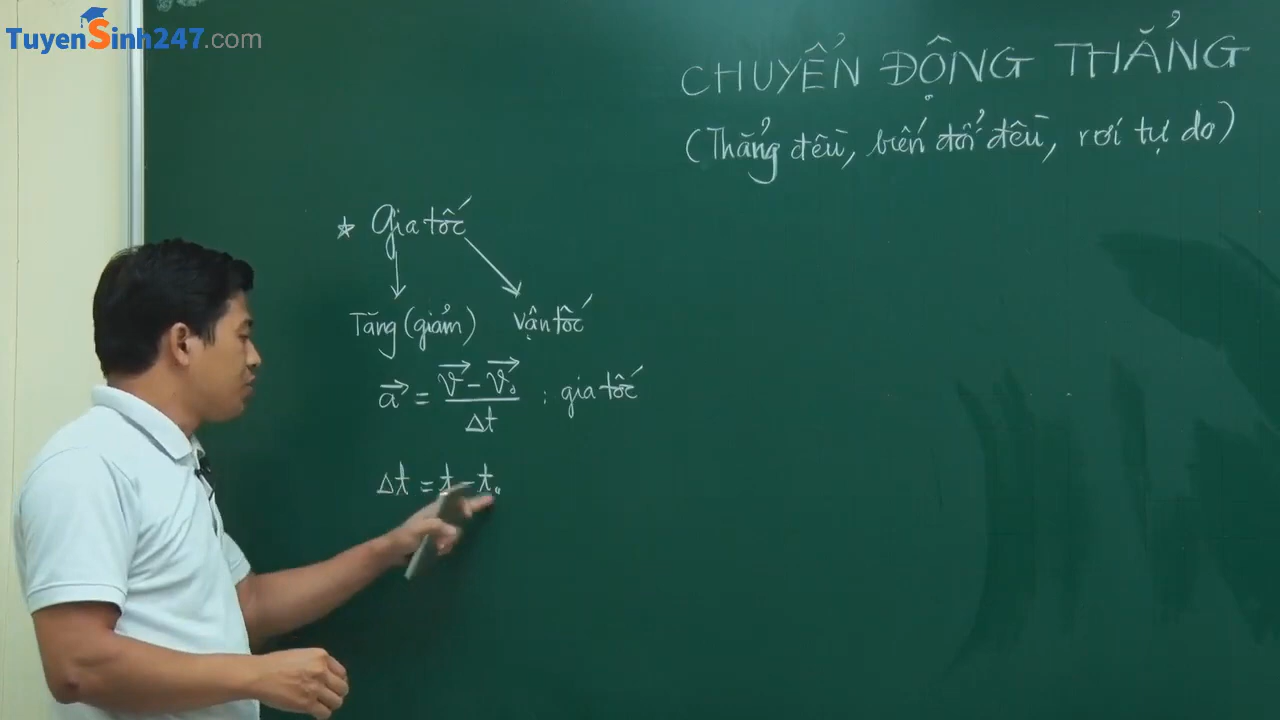 TuyenSinh247.com
CHUYỂN ĐỘNG THẲNG
(Thẳng đều, biến đổi đều, rơi tự do)
* Gia tốc
Tăng (giảm) Vận tốc
a⃗ = (v⃗ - v⃗₀)/Δt : gia tốc
Δt = t - t₀